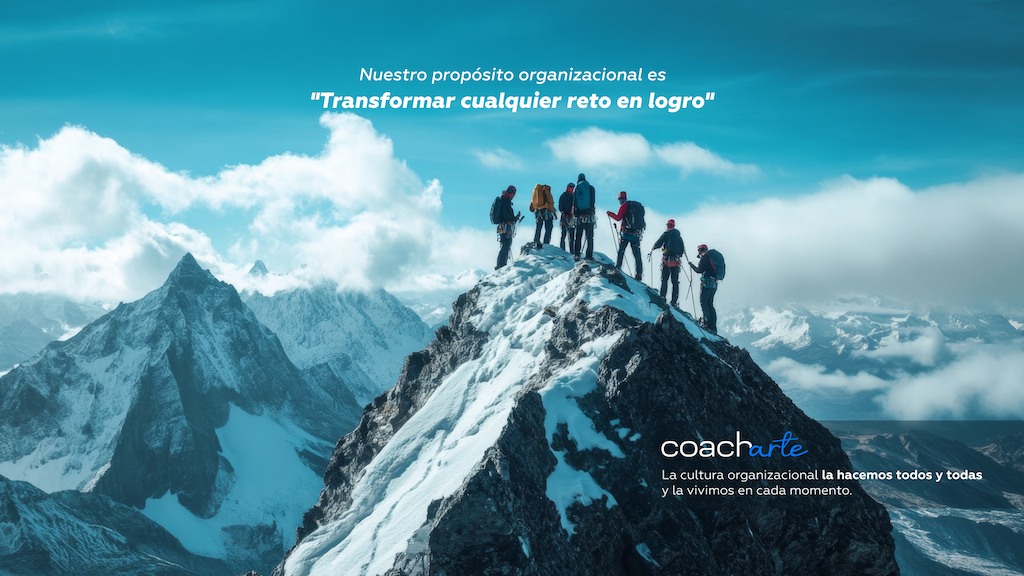 Nuestro propósito organizacional es
"Transformar cualquier reto en logro"
coacharte
La cultura organizacional la hacemos todos y todas
y la vivimos en cada momento.